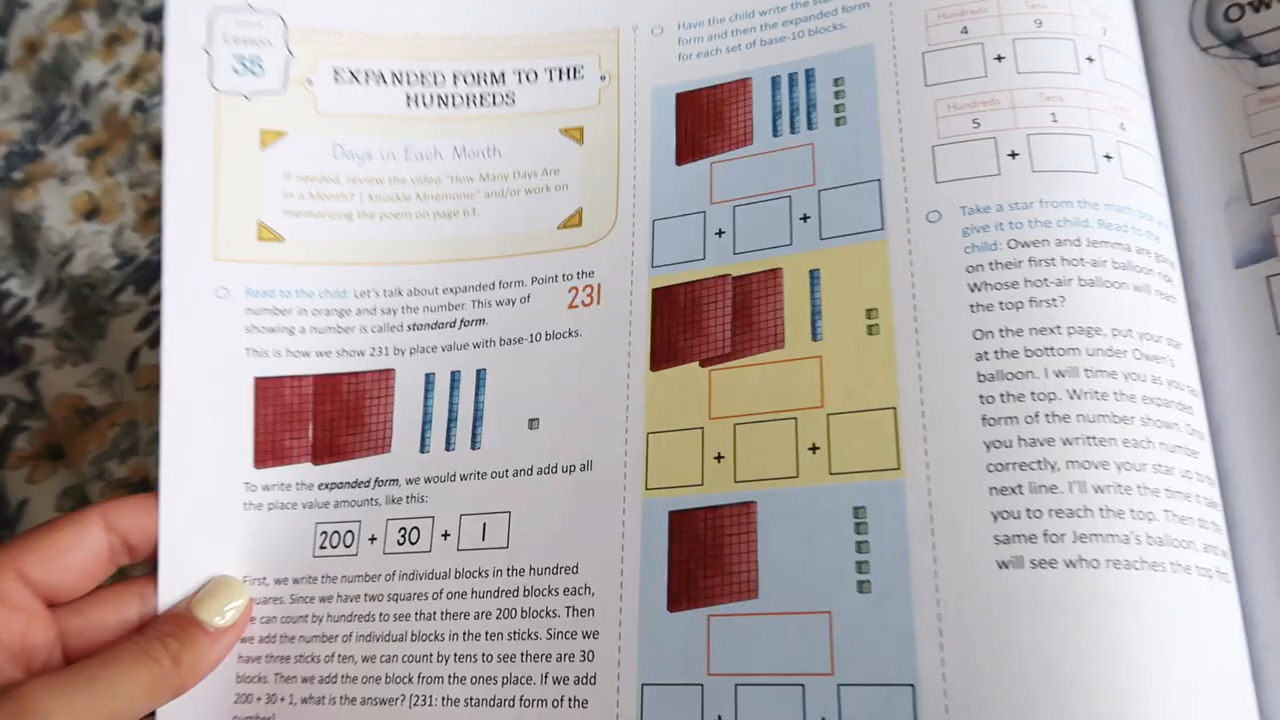 Lesson
35
EXPANDED FORM TO THE
HUNDREDS
Days in Each Month
If needed, review the video "How Many Days Are
in a Month? | Knuckle Mnemonic" and/or work on
memorizing the poem on page 61.
Read to the child: Let's talk about expanded form. Point to the
number in orange and say the number. This way of
showing a number is called standard form.
231
This is how we show 231 by place value with base-10 blocks.
To write the expanded form, we would write out and add up all
the place value amounts, like this:
200 + 30 + 1
First, we write the number of individual blocks in the hundred
Since we have two squares of one hundred blocks each,
can count by hundreds to see that there are 200 blocks. Then
we add the number of individual blocks in the ten sticks. Since we
have three sticks of ten, we can count by tens to see there are 30
blocks. Then we add the one block from the ones place. If we add
200 + 30 + 1, what is the answer? [231: the standard form of the
Have the child write the
form and then the expanded form
for each set of base-10 blocks.
+ +
+ +
Hundreds Tens
4 9 7
+ +
Hundreds Tens
5 1 4
+ +
Take a star from the math box
give it to the child. Read to the
child: Owen and Jemma are
on their first hot-air balloon
Whose hot-air balloon will reach
the top first?
On the next page, put your star
at the bottom under Owen's
balloon. I will time you as you
to the top. Write the expanded
form of the number shown.
you have written each number
correctly, move your star up to the
next line. I'll write the time it
you to reach the top. Then do the
same for Jemma's balloon, and
will see who reaches the top